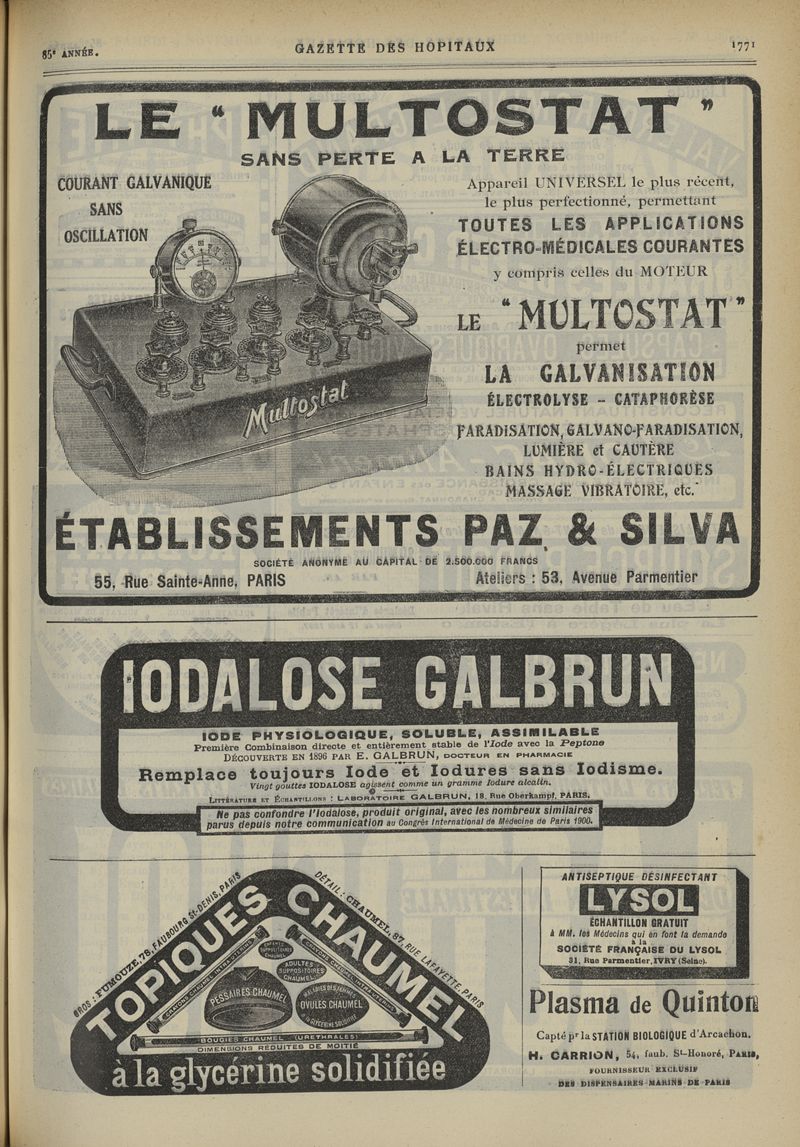 85e ANNÉE.
GAZETTE DES HOPITAUX
1771
LE "MULTOSTAT"
SANS PERTE A LA TERRE
COURANT GALVANIQUE
SANS
OSCILLATION
Multostat
Appareil UNIVERSEL le plus récent,
le plus perfectionné, permettant
TOUTES LES APPLICATIONS
ÉLECTRO-MÉDICALES COURANTES
y compris celles du MOTEUR
LE "MULTOSTAT"
permet
LA GALVANISATION
ÉLECTROLYSE - CATAPHORÈSE
FARADISATION, GALVANO-FARADISATION,
LUMIÈRE et CAUTÈRE
BAINS HYDRO-ÉLECTRIQUES
MASSAGE VIBRATOIRE, etc.
ÉTABLISSEMENTS PAZ & SILVA
SOCIÉTÉ ANONYME AU CAPITAL DE 2.500.000 FRANCS
55, Rue Sainte-Anne, PARIS
Ateliers : 53, Avenue Parmentier
IODALOSE GALBRUN
IODE PHYSIOLOGIQUE, SOLUBLE, ASSIMILABLE
Première Combinaison directe et entièrement stable de l'Iode avec la Peptone
DÉCOUVERTE EN 1896 PAR E. GALBRUN, DOCTEUR EN PHARMACIE
Remplace toujours Iode et Iodures sans Iodisme.
Vingt gouttes IODALOSE agissent comme un gramme Iodure alcalin.
LITTÉRATURE ET ÉCHANTILLONS : LABORATOIRE GALBRUN, 18, Rue Oberkampf, PARIS.
Ne pas confondre l'Iodalose, produit original, avec les nombreux similaires
parus depuis notre communication au Congrès International de Médecine de Paris 1900.
GROS : FUMOUZE, 78, FAUBOURG St-DENIS, PARIS
DÉTAIL : CHAUMEL, 87, RUE LAFAYETTE, PARIS
TOPIQUES CHAUMEL
SUPPOSITOIRES
CHAUMEL
ADULTES
SUPPOSITOIRES
CHAUMEL
PESSAIRES CHAUMEL
MALADIES DES FEMMES
OVULES CHAUMEL
à la GLYCÉRINE SOLIDIFIÉE
BOUGIES CHAUMEL (URETHRALES)
DIMENSIONS RÉDUITES DE MOITIÉ
à la glycérine solidifiée
ANTISEPTIQUE DÉSINFECTANT
LYSOL
ÉCHANTILLON GRATUIT
à MM. les Médecins qui en font la demande
à la
SOCIÉTÉ FRANÇAISE DU LYSOL
31, Rue Parmentier, IVRY (Seine).
Plasma de Quinton
Capté pr la STATION BIOLOGIQUE d'Arcachon.
H. CARRION, 54, faub. St-Honoré, PARIS,
FOURNISSEUR EXCLUSIF
DES DISPENSAIRES MARINS DE PARIS